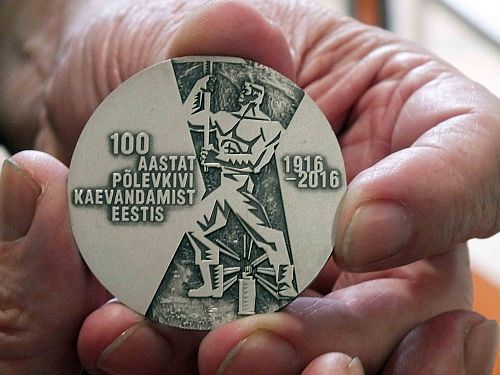 100
AASTAT
PÕLEVKIVI
KAEVANDAMIST
EESTIS
1916
-2016